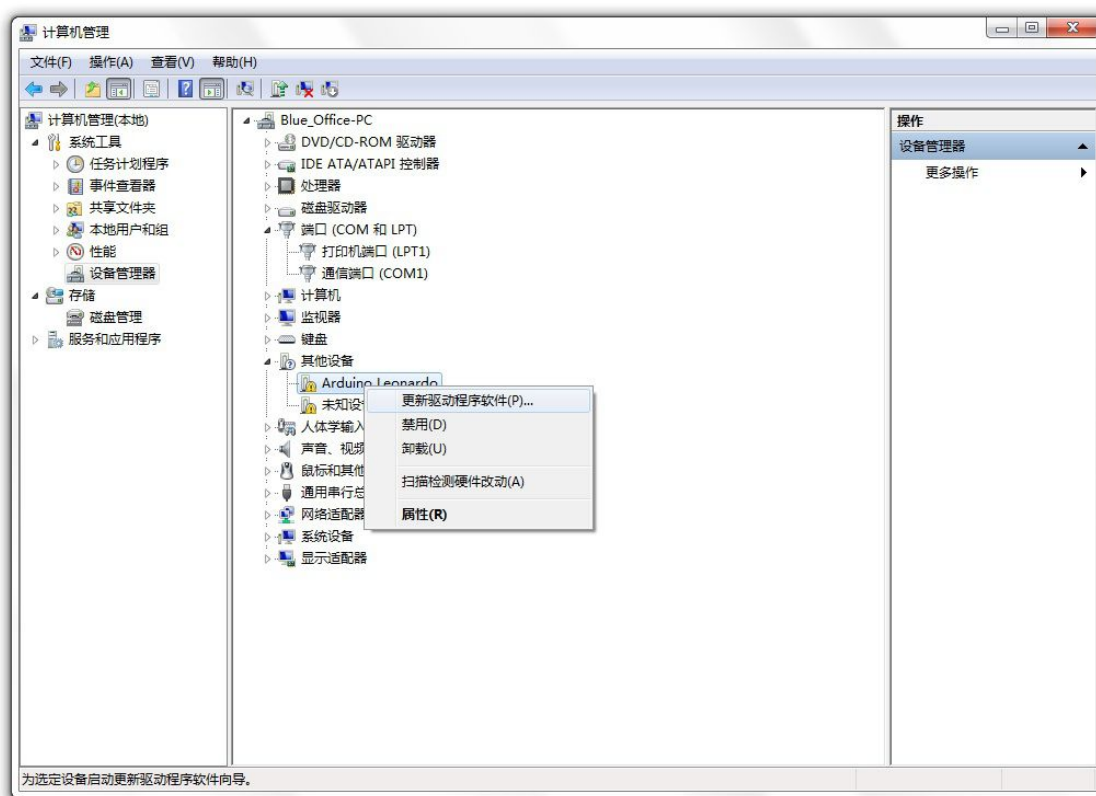 计算机管理
文件(F) 操作(A) 查看(V) 帮助(H)
计算机管理(本地)
系统工具
任务计划程序
事件查看器
共享文件夹
本地用户和组
性能
设备管理器
存储
磁盘管理
服务和应用程序
Blue_Office-PC
DVD/CD-ROM 驱动器
IDE ATA/ATAPI 控制器
处理器
磁盘驱动器
端口 (COM 和 LPT)
打印机端口 (LPT1)
通信端口 (COM1)
计算机
监视器
键盘
其他设备
Arduino Leonardo
未知设
人体学输入
声音、视频
鼠标和其他
通用串行总
网络适配器
系统设备
显示适配器
更新驱动程序软件(P)...
禁用(D)
卸载(U)
扫描检测硬件改动(A)
属性(R)
操作
设备管理器
更多操作
为选定设备启动更新驱动程序软件向导。